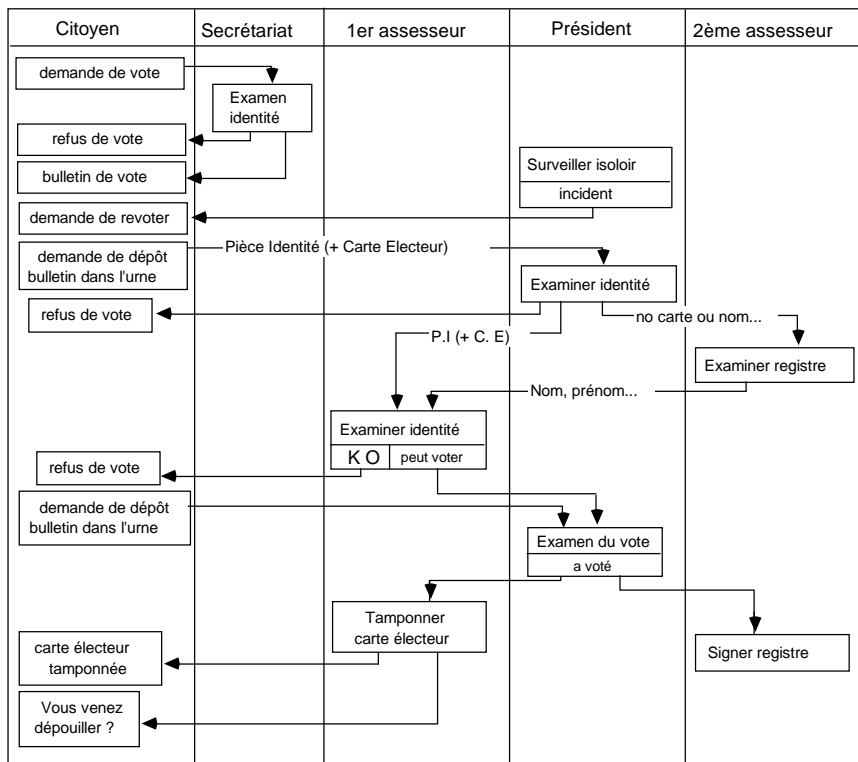 Citoyen
Secrétariat
1er assesseur
Président
2ème assesseur
demande de vote
Examen
identité
refus de vote
bulletin de vote
Surveiller isoloir
incident
demande de revoter
demande de dépôt
bulletin dans l'urne
Pièce Identité (+ Carte Electeur)
Examiner identité
refus de vote
no carte ou nom...
P.I (+ C. E)
Examiner registre
Nom, prénom...
Examiner identité
K O
peut voter
refus de vote
demande de dépôt
bulletin dans l'urne
Examen du vote
a voté
Tamponner
carte électeur
carte électeur
tamponnée
Signer registre
Vous venez
dépouiller ?